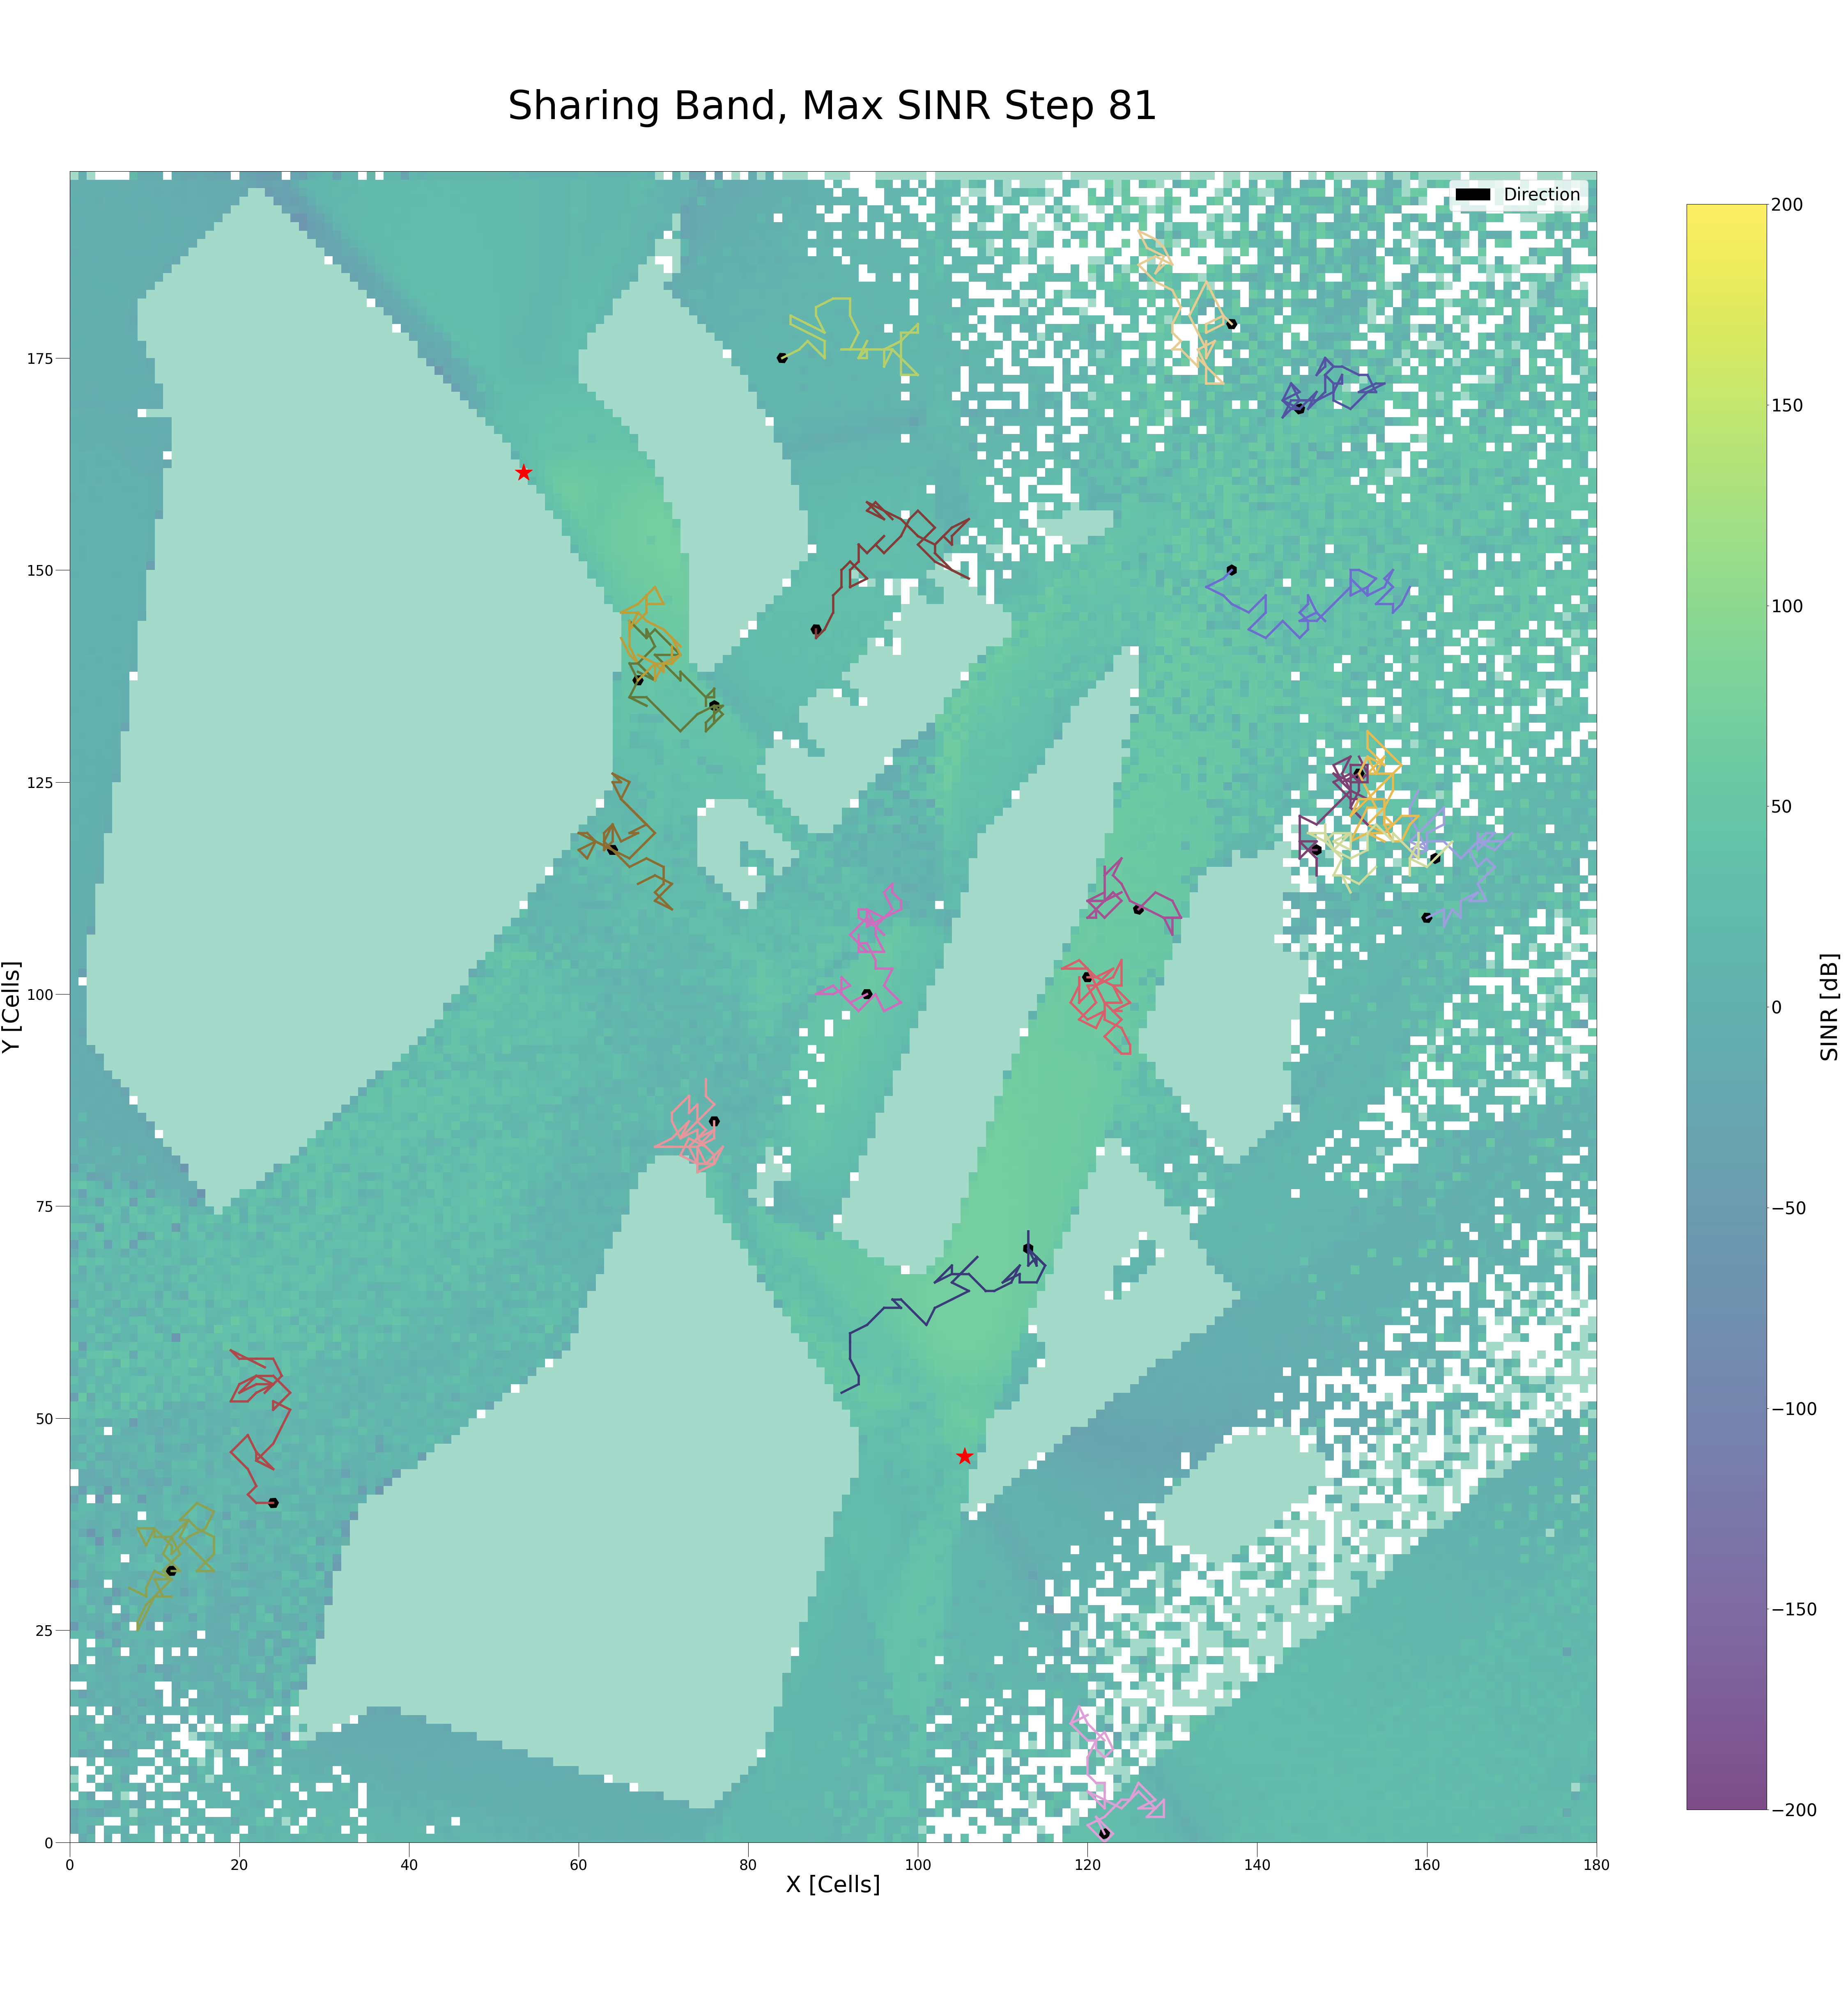 Sharing Band, Max SINR Step 81
Direction
Y [Cells]
175
150
125
100
75
50
25
0
0 20 40 60 80 100 120 140 160 180
X [Cells]
200
150
100
50
0
−50
−100
−150
−200
SINR [dB]